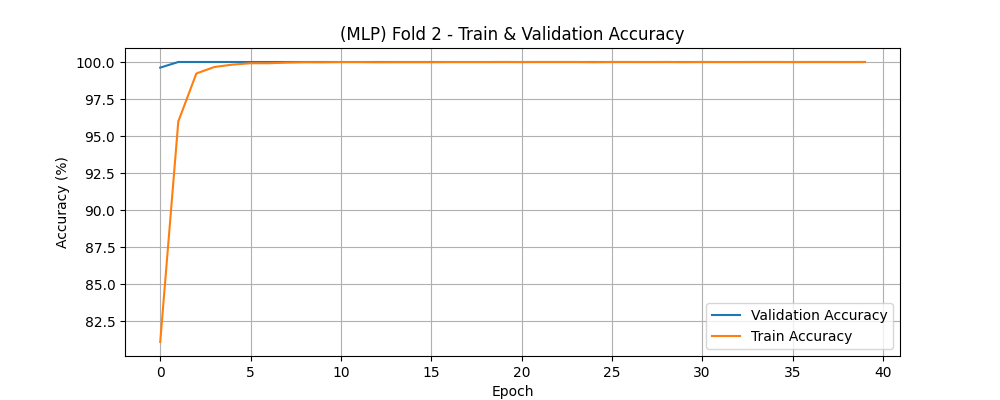 (MLP) Fold 2 - Train & Validation Accuracy
100.0
97.5
95.0
92.5
90.0
87.5
85.0
82.5
Accuracy (%)
Validation Accuracy
Train Accuracy
0 5 10 15 20 25 30 35 40
Epoch